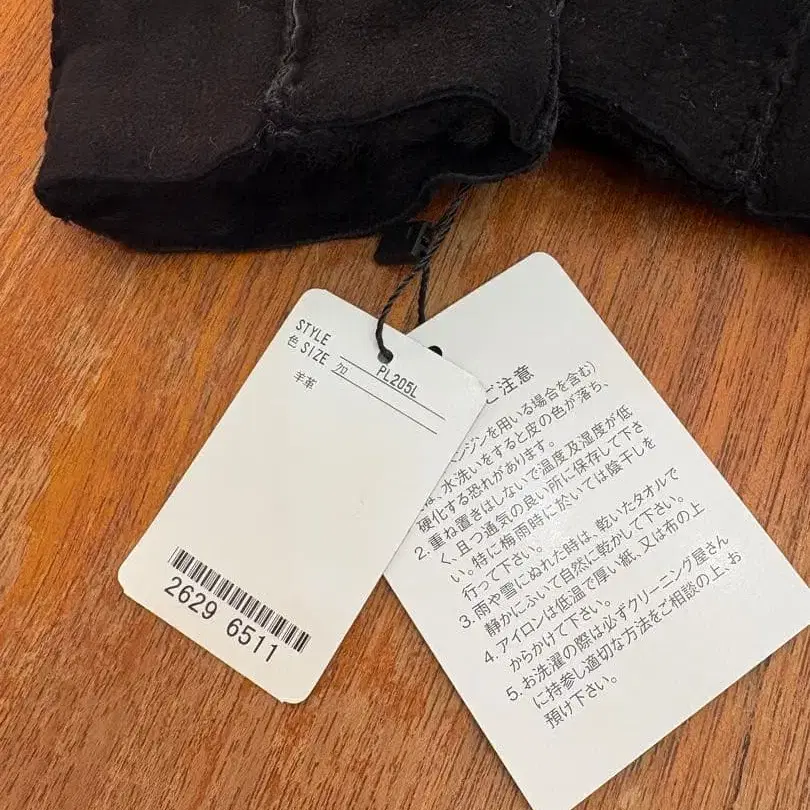 STYLE PL205L
色 SIZE クロ
羊革
2629 6511
ご注意
ンジンを用いる場合を含む)
は、水洗いをすると皮の色が落ち、
硬化する恐れがあります。
2. 重ね置きはしないで温度及湿度が低
く、且つ通気の良い所に保存して下さ
い。特に梅雨時に於いては陰干しを
行って下さい。
3. 雨や雪にぬれた時は、乾いたタオルで
静かにふいて自然に乾かして下さい。
4. アイロンは低温で厚い紙、又は布の上
からかけて下さい。
5. お洗濯の際は必ずクリーニング屋さん
に持参し適切な方法をご相談の上、お
預け下さい。